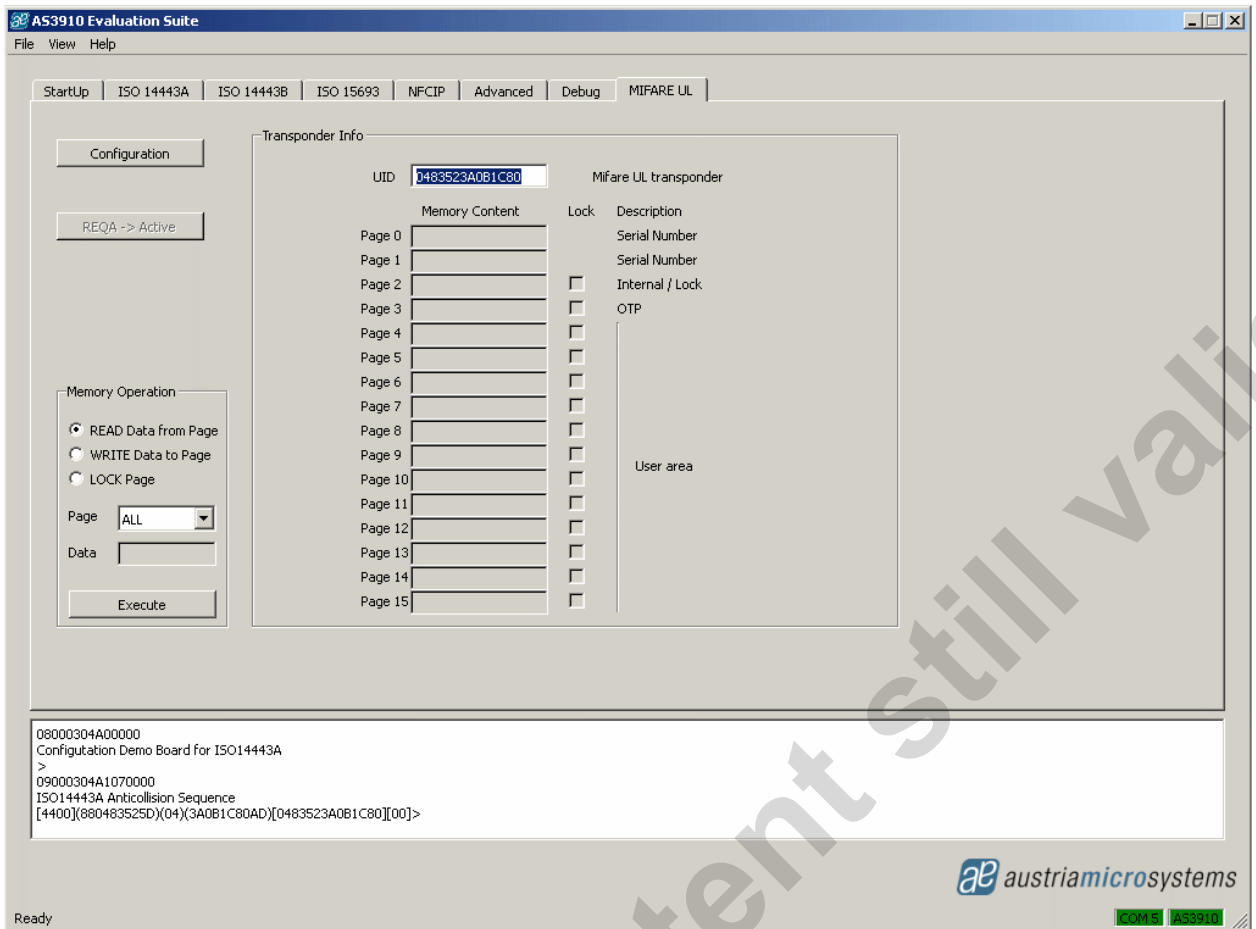 AS3910 Evaluation Suite
File View Help
StartUp ISO 14443A ISO 14443B ISO 15693 NFCIP Advanced Debug MIFARE UL
Configuration
REQA -> Active
Transponder Info
UID 0483523A0B1C80 Mifare UL transponder
Memory Content Lock Description
Page 0 Serial Number
Page 1 Serial Number
Page 2 Internal / Lock
Page 3 OTP
Page 4
Page 5
Page 6
Page 7
Page 8
Page 9
User area
Page 10
Page 11
Page 12
Page 13
Page 14
Page 15
Memory Operation
READ Data from Page
WRITE Data to Page
LOCK Page
Page ALL
Data
Execute
08000304A00000
Configutation Demo Board for ISO14443A
>
09000304A1070000
ISO14443A Anticollision Sequence
[4400](880483525D)(04)(3A0B1C80AD)[0483523A0B1C80][00]>
austriamicrosystems
Ready COM 5 AS3910
still